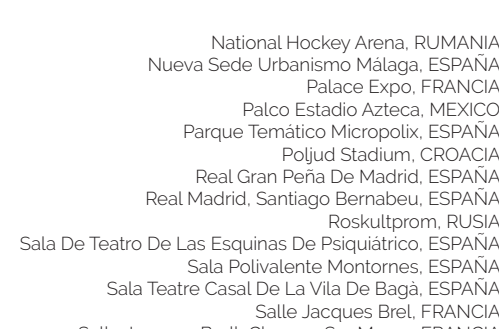 National Hockey Arena, RUMANIA
Nueva Sede Urbanismo Málaga, ESPAÑA
Palace Expo, FRANCIA
Palco Estadio Azteca, MEXICO
Parque Temático Micropolix, ESPAÑA
Poljud Stadium, CROACIA
Real Gran Peña De Madrid, ESPAÑA
Real Madrid, Santiago Bernabeu, ESPAÑA
Roskultprom, RUSIA
Sala De Teatro De Las Esquinas De Psiquiátrico, ESPAÑA
Sala Polivalente Montornes, ESPAÑA
Sala Teatre Casal De La Vila De Bagà, ESPAÑA
Salle Jacques Brel, FRANCIA